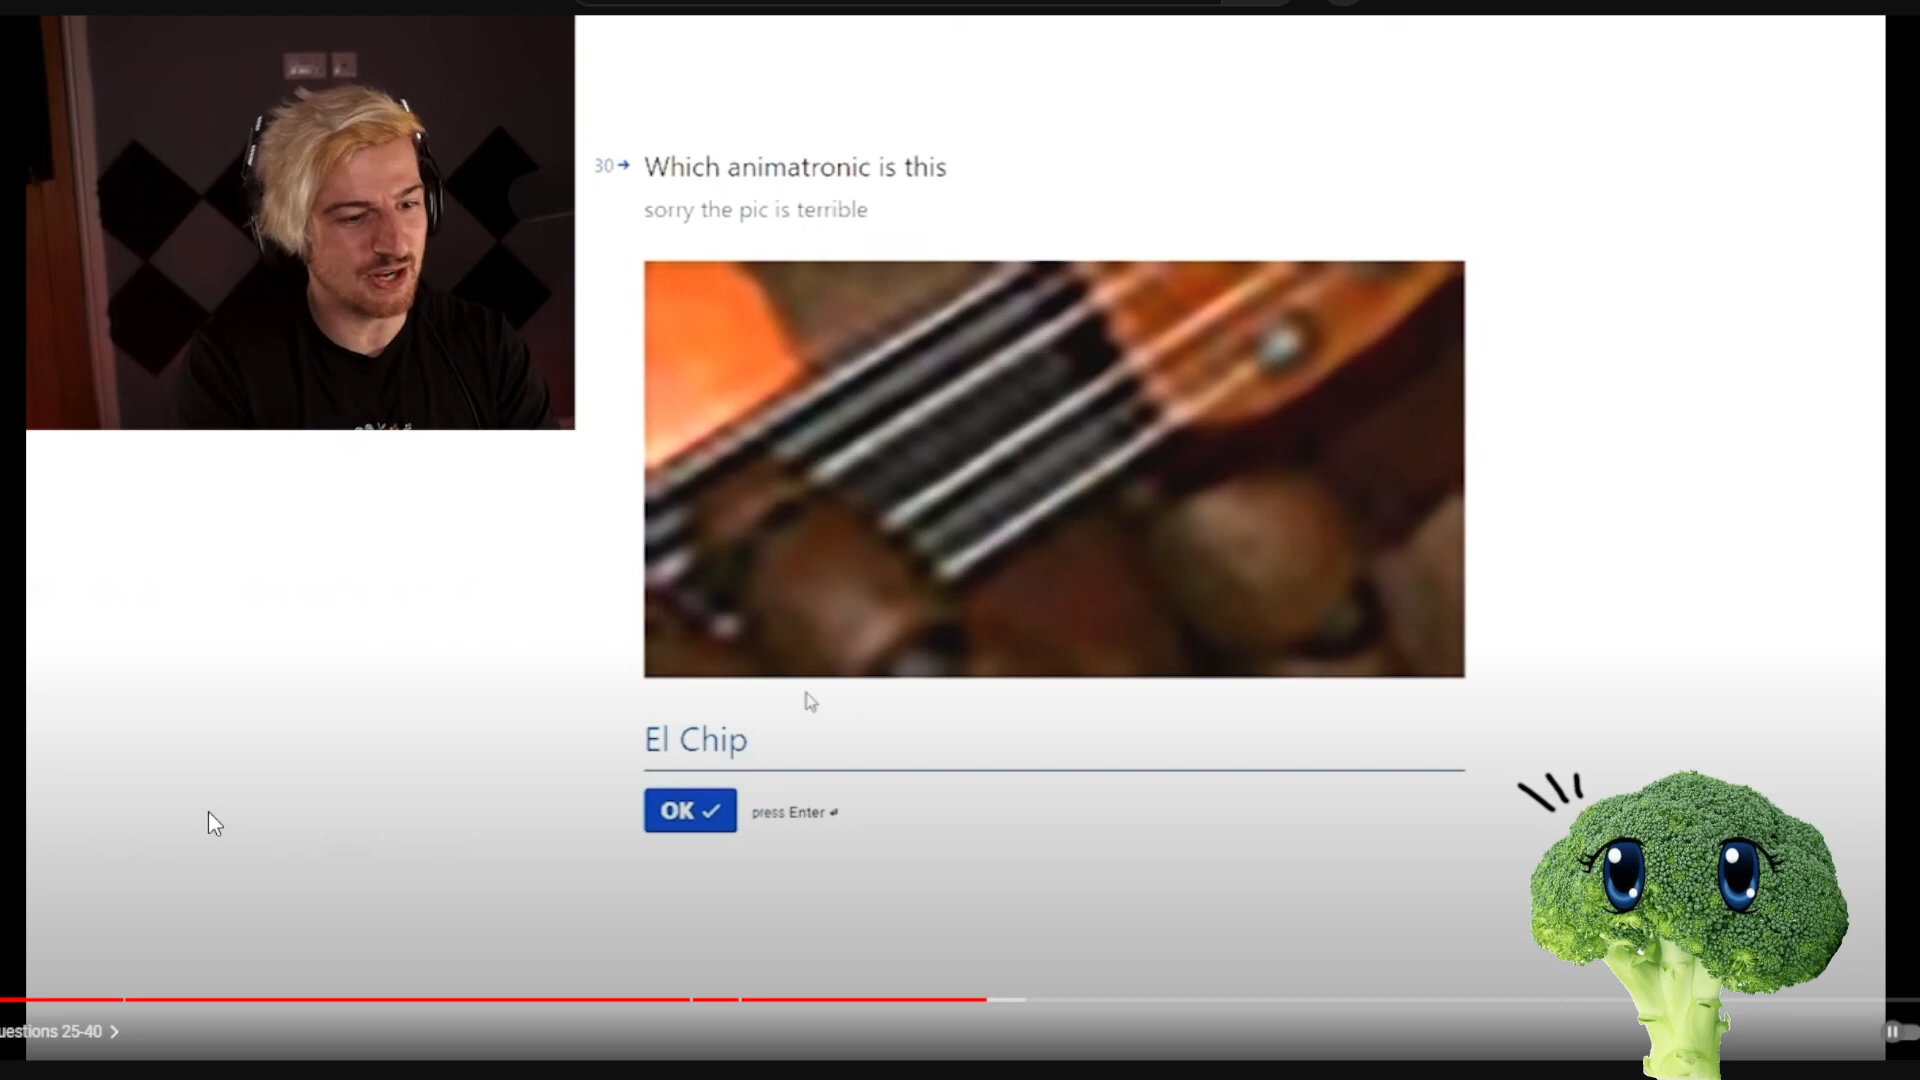 30→ Which animatronic is this
sorry the pic is terrible
El Chip
OK ✓ press Enter ↵
uestions 25-40 >